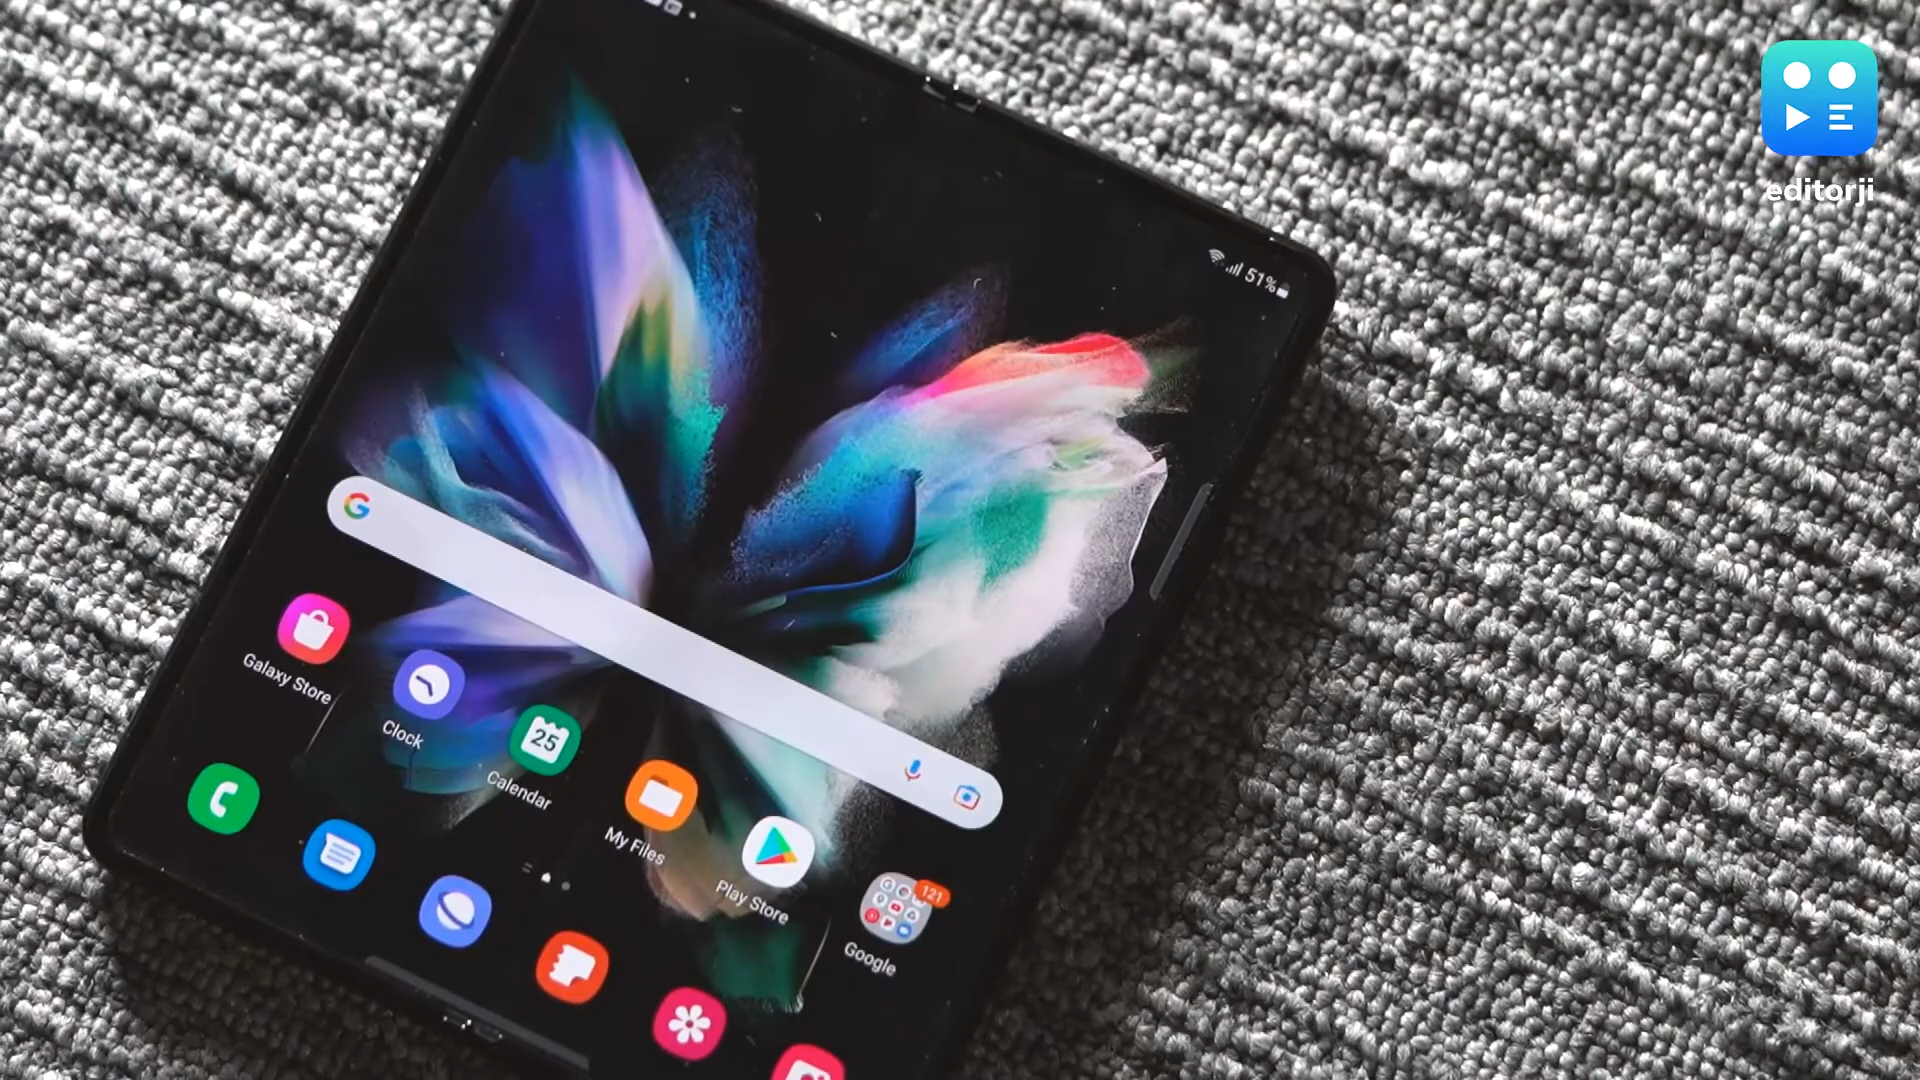 editorji
51%
Galaxy Store
Clock
25
Calendar
My Files
Play Store
121
Google